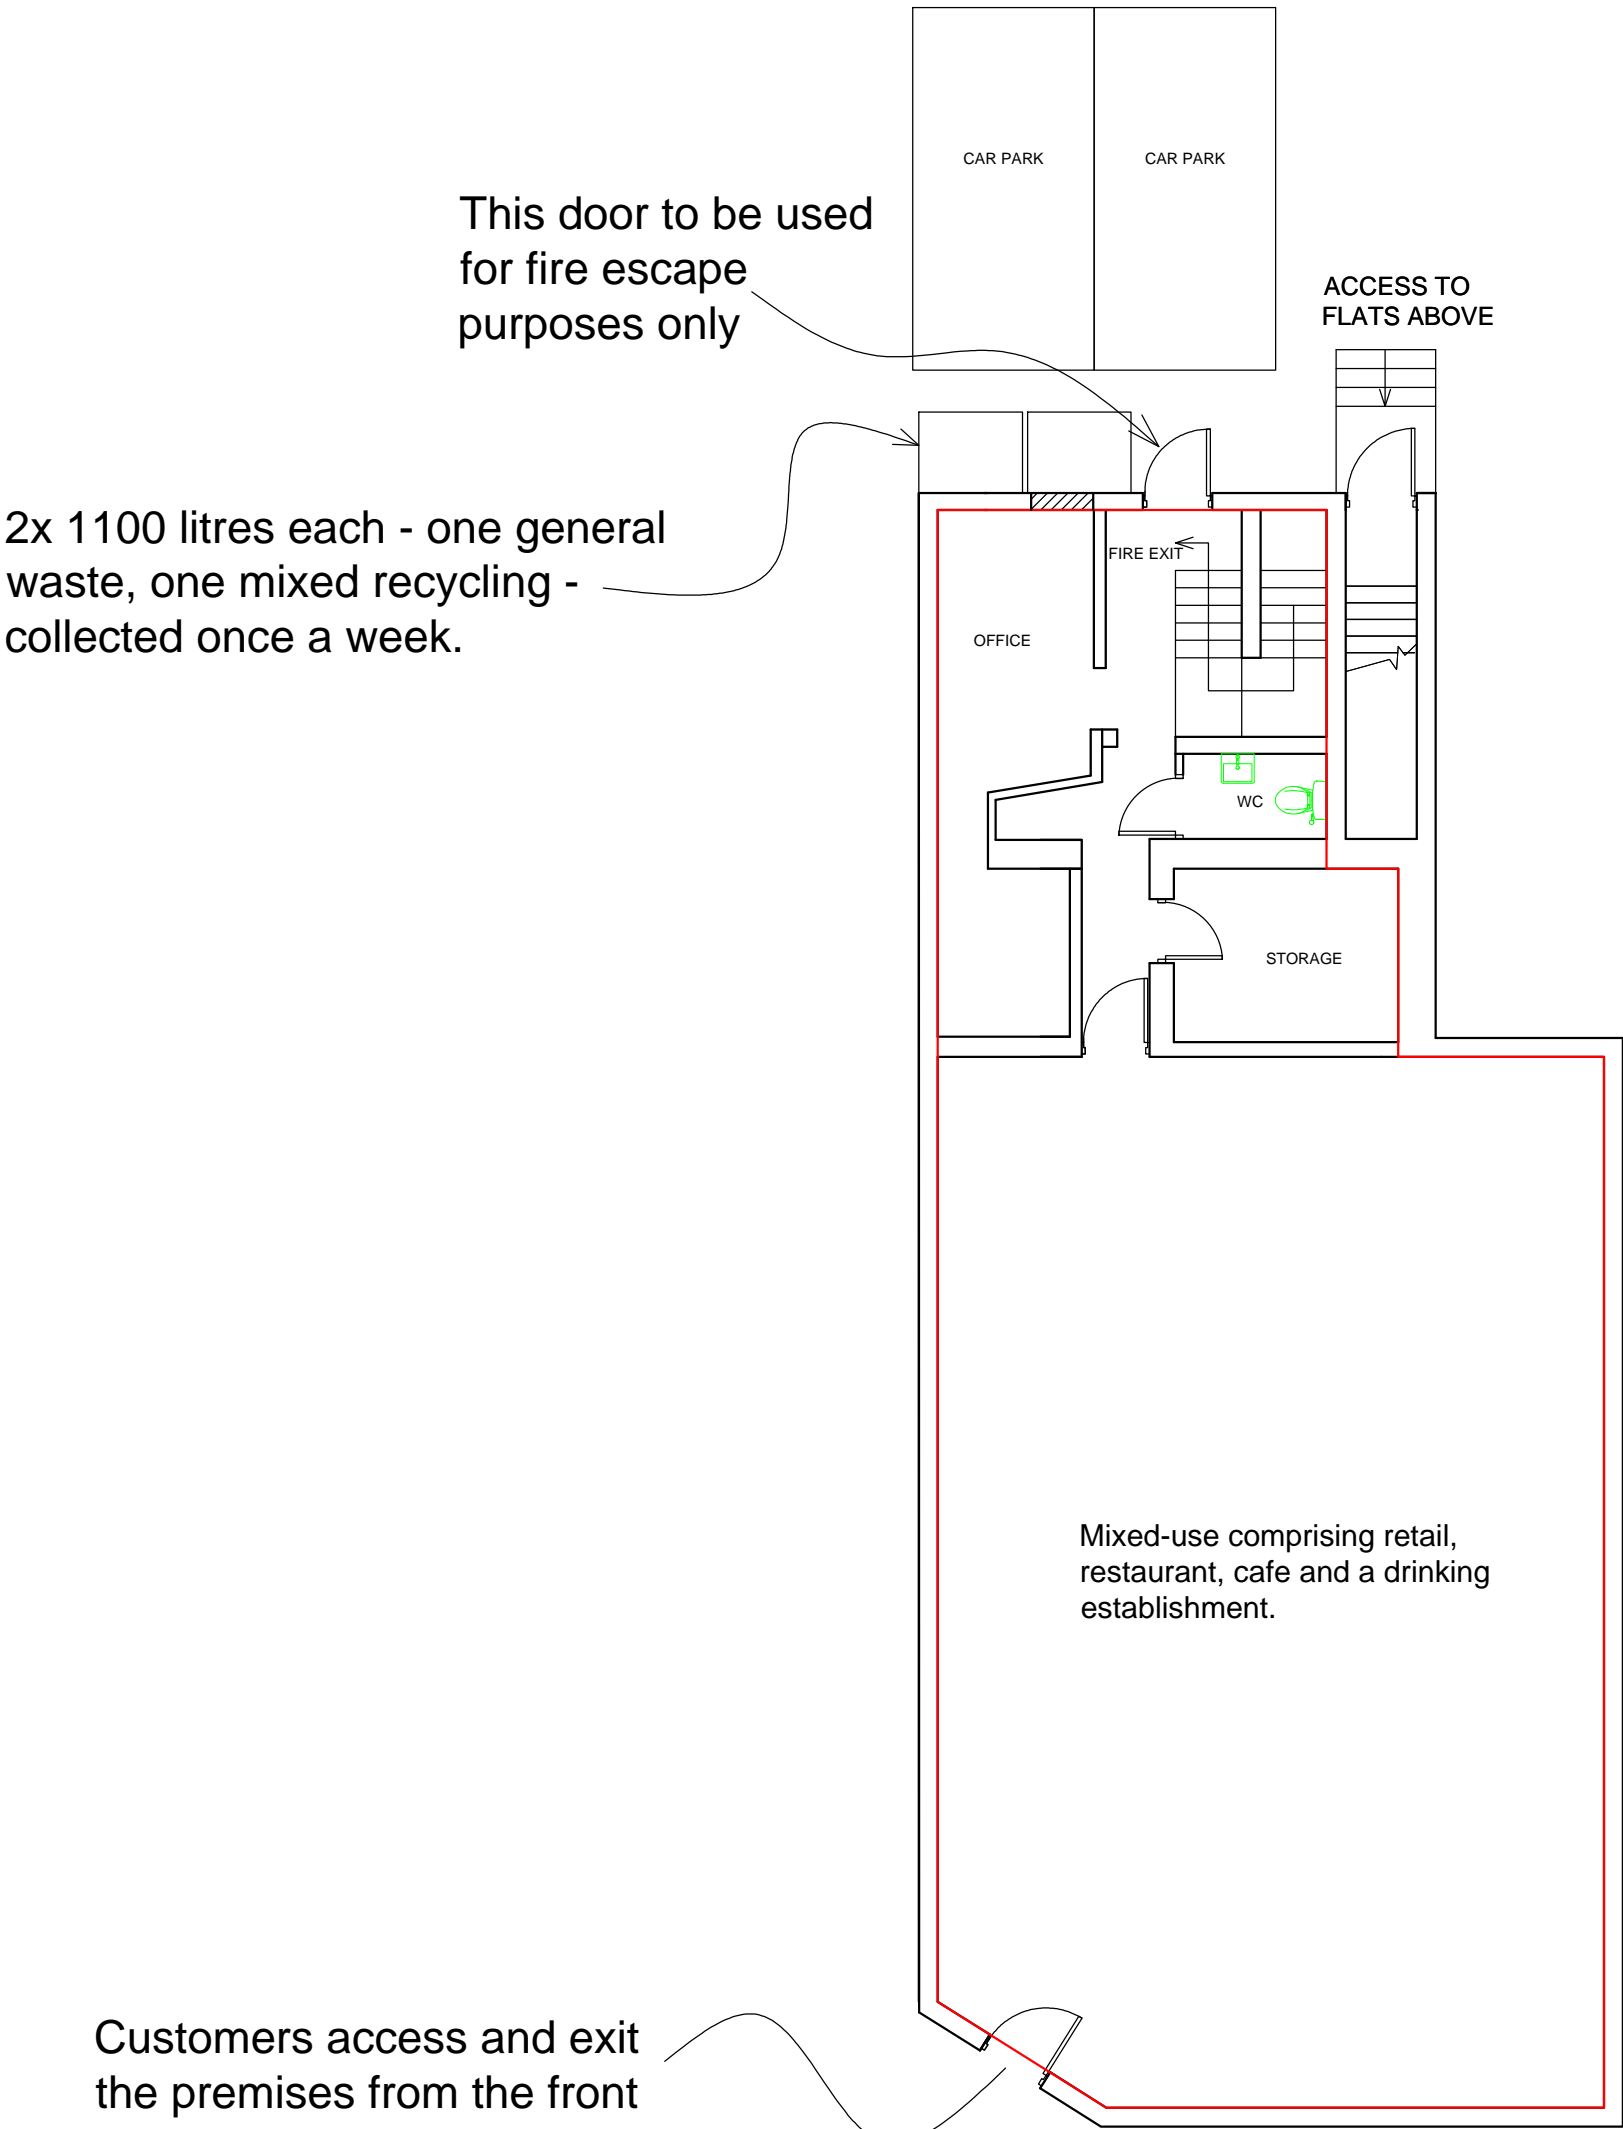 CAR PARK
CAR PARK
This door to be used
for fire escape
purposes only
ACCESS TO
FLATS ABOVE
2x 1100 litres each - one general
waste, one mixed recycling -
collected once a week.
FIRE EXIT
OFFICE
WC
STORAGE
Mixed-use comprising retail,
restaurant, cafe and a drinking
establishment.
Customers access and exit
the premises from the front